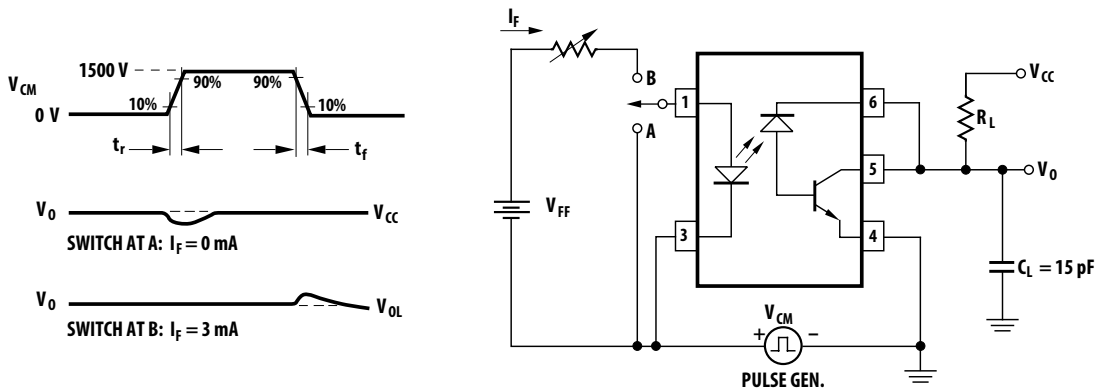 V_CM
1500 V
90%
90%
10%
10%
0 V
t_r
t_f
V_O
V_CC
SWITCH AT A: I_F = 0 mA
V_O
V_OL
SWITCH AT B: I_F = 3 mA
I_F
B
A
V_FF
1
3
6
5
4
V_CC
R_L
V_O
C_L = 15 pF
V_CM
+
–
PULSE GEN.